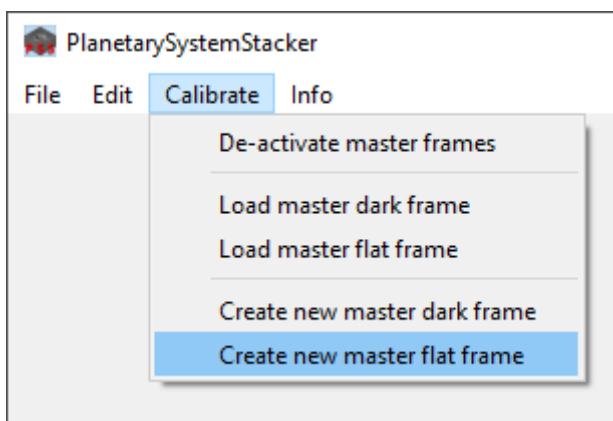 PlanetarySystemStacker
File Edit Calibrate Info
De-activate master frames
Load master dark frame
Load master flat frame
Create new master dark frame
Create new master flat frame